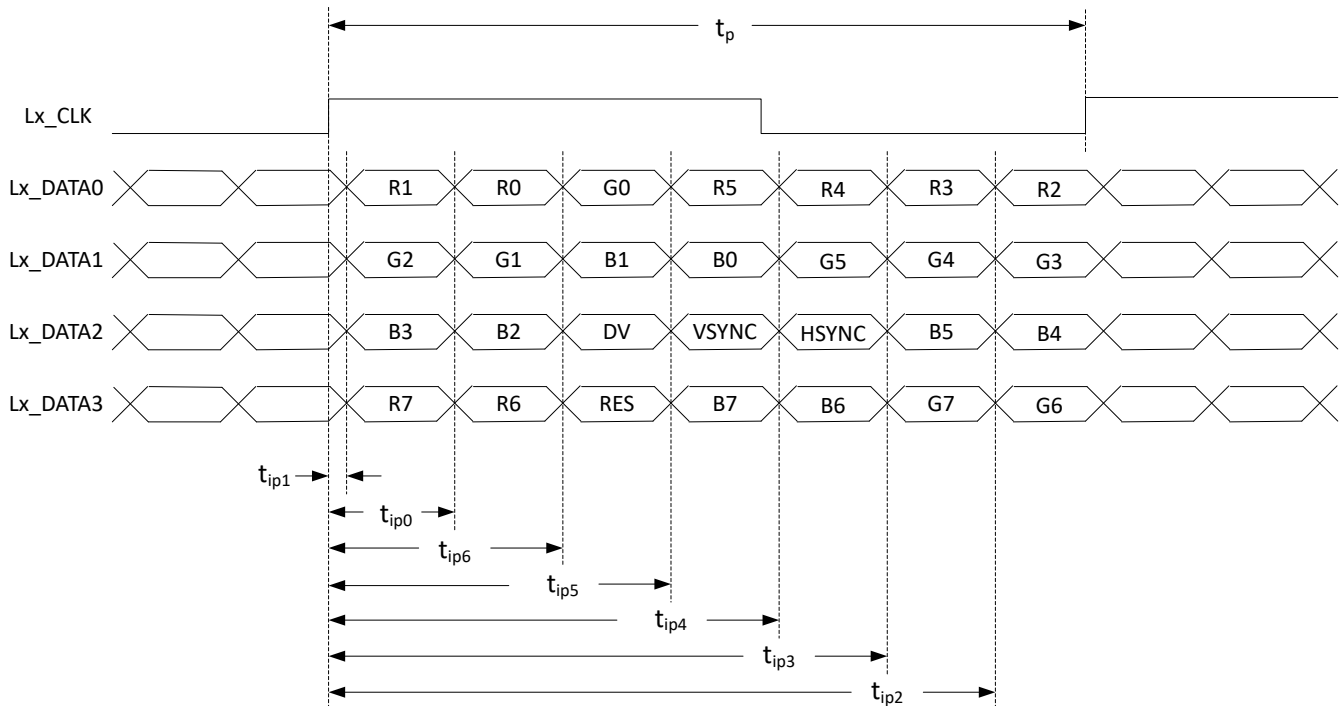 tp
Lx_CLK
Lx_DATA0 R1 R0 G0 R5 R4 R3 R2
Lx_DATA1 G2 G1 B1 B0 G5 G4 G3
Lx_DATA2 B3 B2 DV VSYNC HSYNC B5 B4
Lx_DATA3 R7 R6 RES B7 B6 G7 G6
tip1
tip0
tip6
tip5
tip4
tip3
tip2